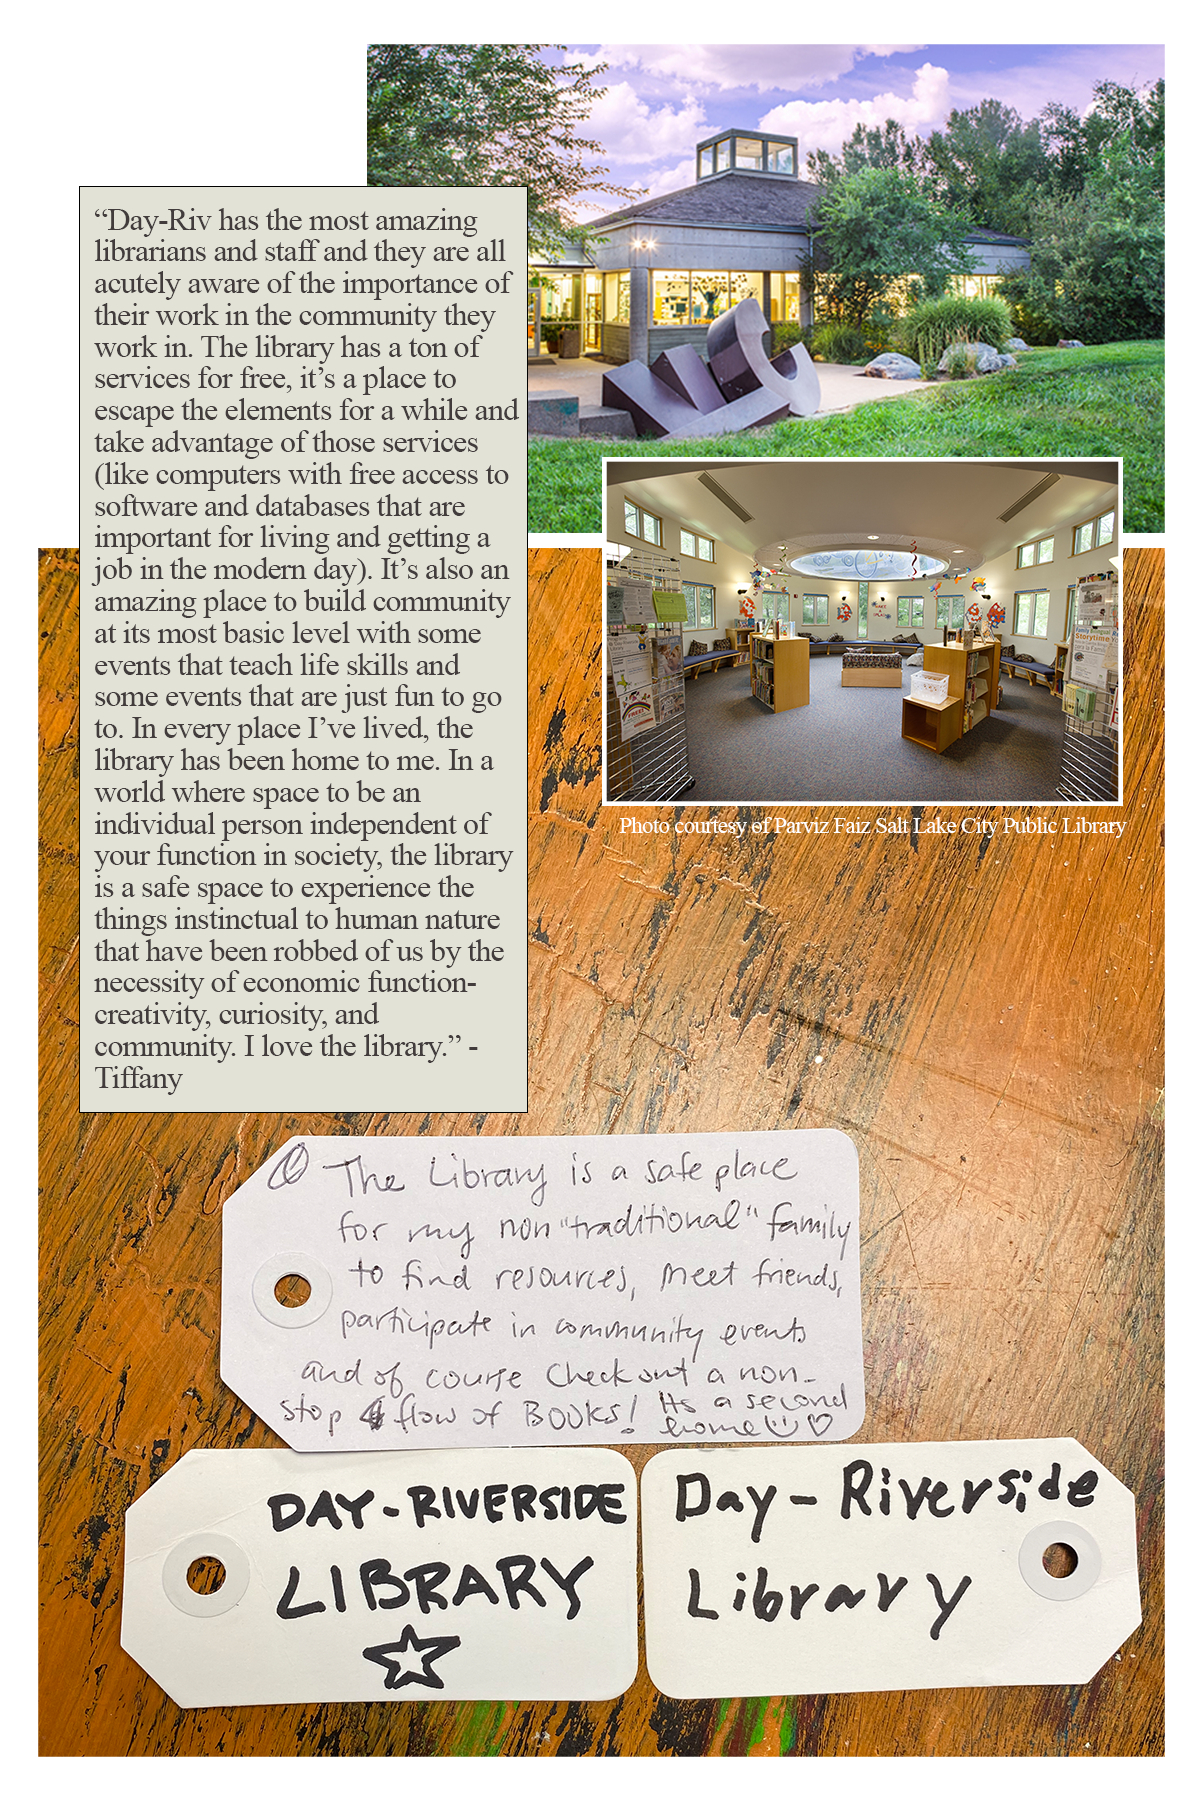 “Day-Riv has the most amazing
librarians and staff and they are all
acutely aware of the importance of
their work in the community they
work in. The library has a ton of
services for free, it’s a place to
escape the elements for a while and
take advantage of those services
(like computers with free access to
software and databases that are
important for living and getting a
job in the modern day). It’s also an
amazing place to build community
at its most basic level with some
events that teach life skills and
some events that are just fun to go
to. In every place I’ve lived, the
library has been home to me. In a
world where space to be an
individual person independent of
your function in society, the library
is a safe space to experience the
things instinctual to human nature
that have been robbed of us by the
necessity of economic function-
creativity, curiosity, and
community. I love the library.” -
Tiffany
Storytime
Photo courtesy of Parviz Faiz Salt Lake City Public Library
The Library is a safe place
for my non "traditional" family
to find resources, meet friends,
participate in community events
and of course Check out a non-
stop flow of BOOKS! Its a second
home
DAY-RIVERSIDE
LIBRARY
Day-Riverside
Library